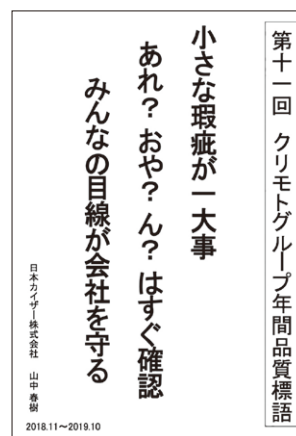 第十一回 クリモトグループ年間品質標語
小さな瑕疵が一大事
あれ？おや？ん？はすぐ確認
みんなの目線が会社を守る
日本カイザー株式会社 山中 春樹
2018.11～2019.10